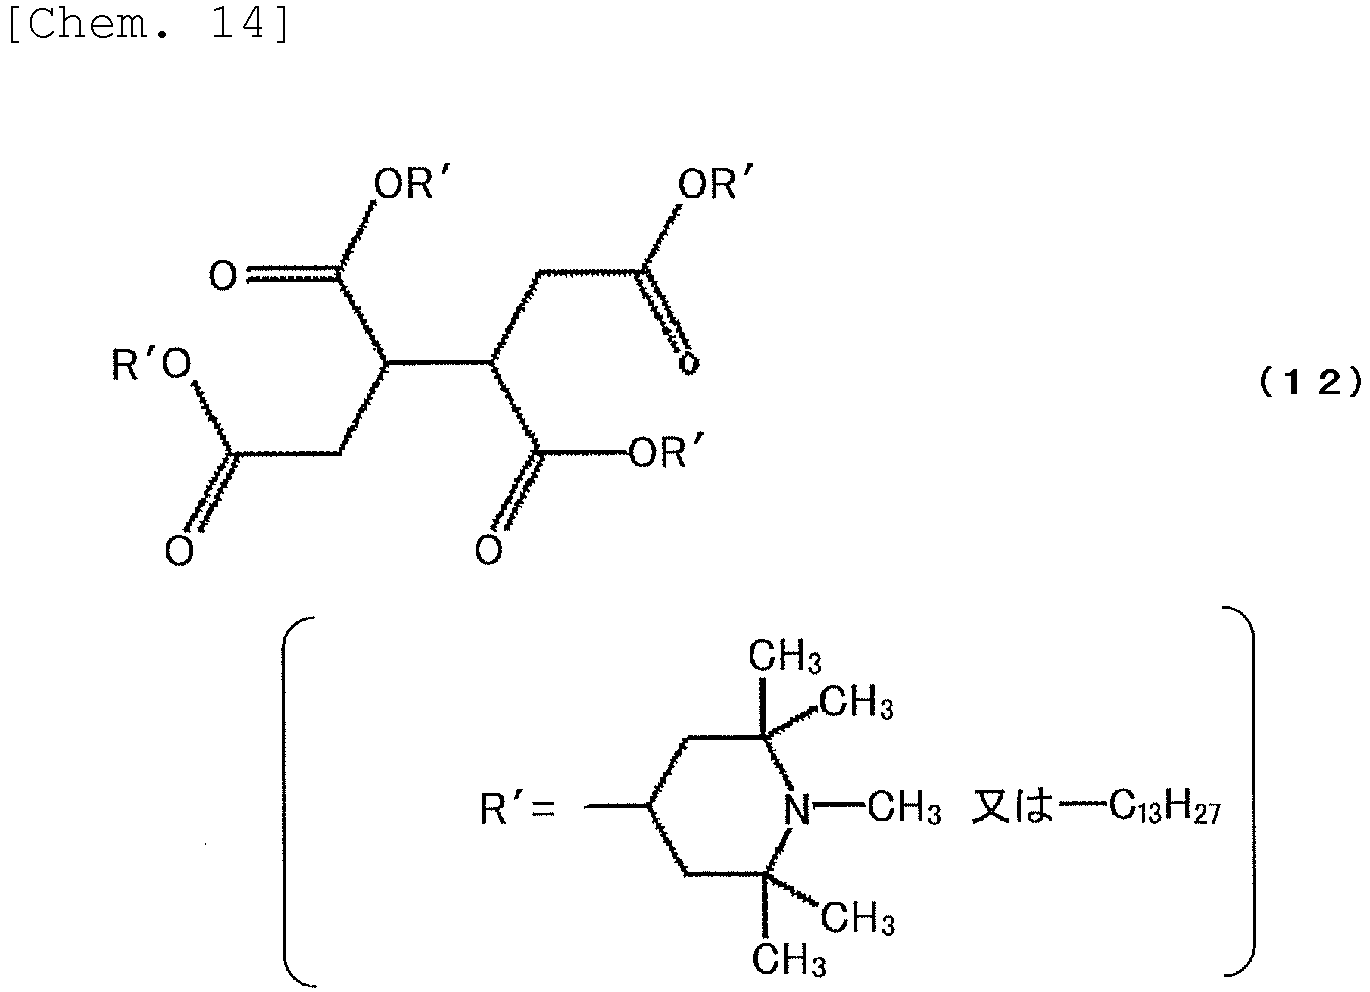 [Chem. 14]
OR′ OR′
O
R′O O
(12)
OR′
O O
CH₃
CH₃
R′= N CH₃ 又は C₁₃H₂₇
CH₃
CH₃